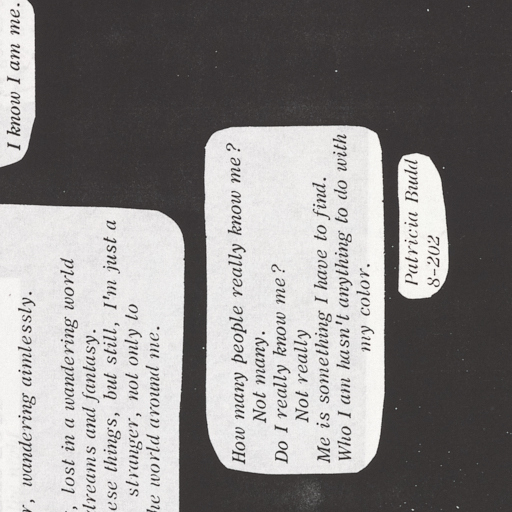 I know I am me.
, wandering aimlessly.
, lost in a wandering world
dreams and fantasy.
ese things, but still, I'm just a
stranger, not only to
he world around me.
How many people really know me?
Not many.
Do I really know me?
Not really
Me is something I have to find.
Who I am hasn't anything to do with
my color.
Patricia Budd
8-202